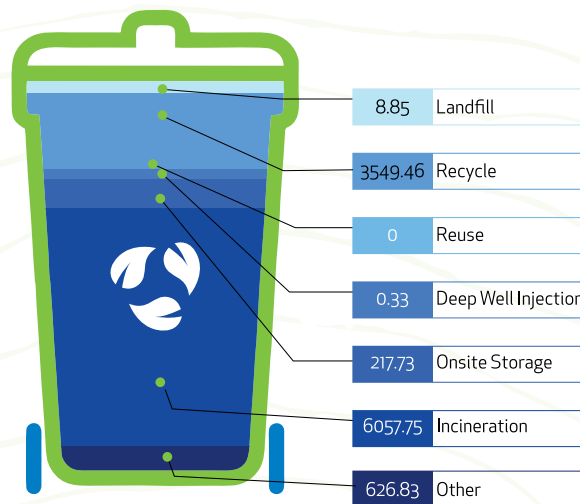 8.85 Landfill
3549.46 Recycle
0 Reuse
0.33 Deep Well Injection
217.73 Onsite Storage
6057.75 Incineration
626.83 Other